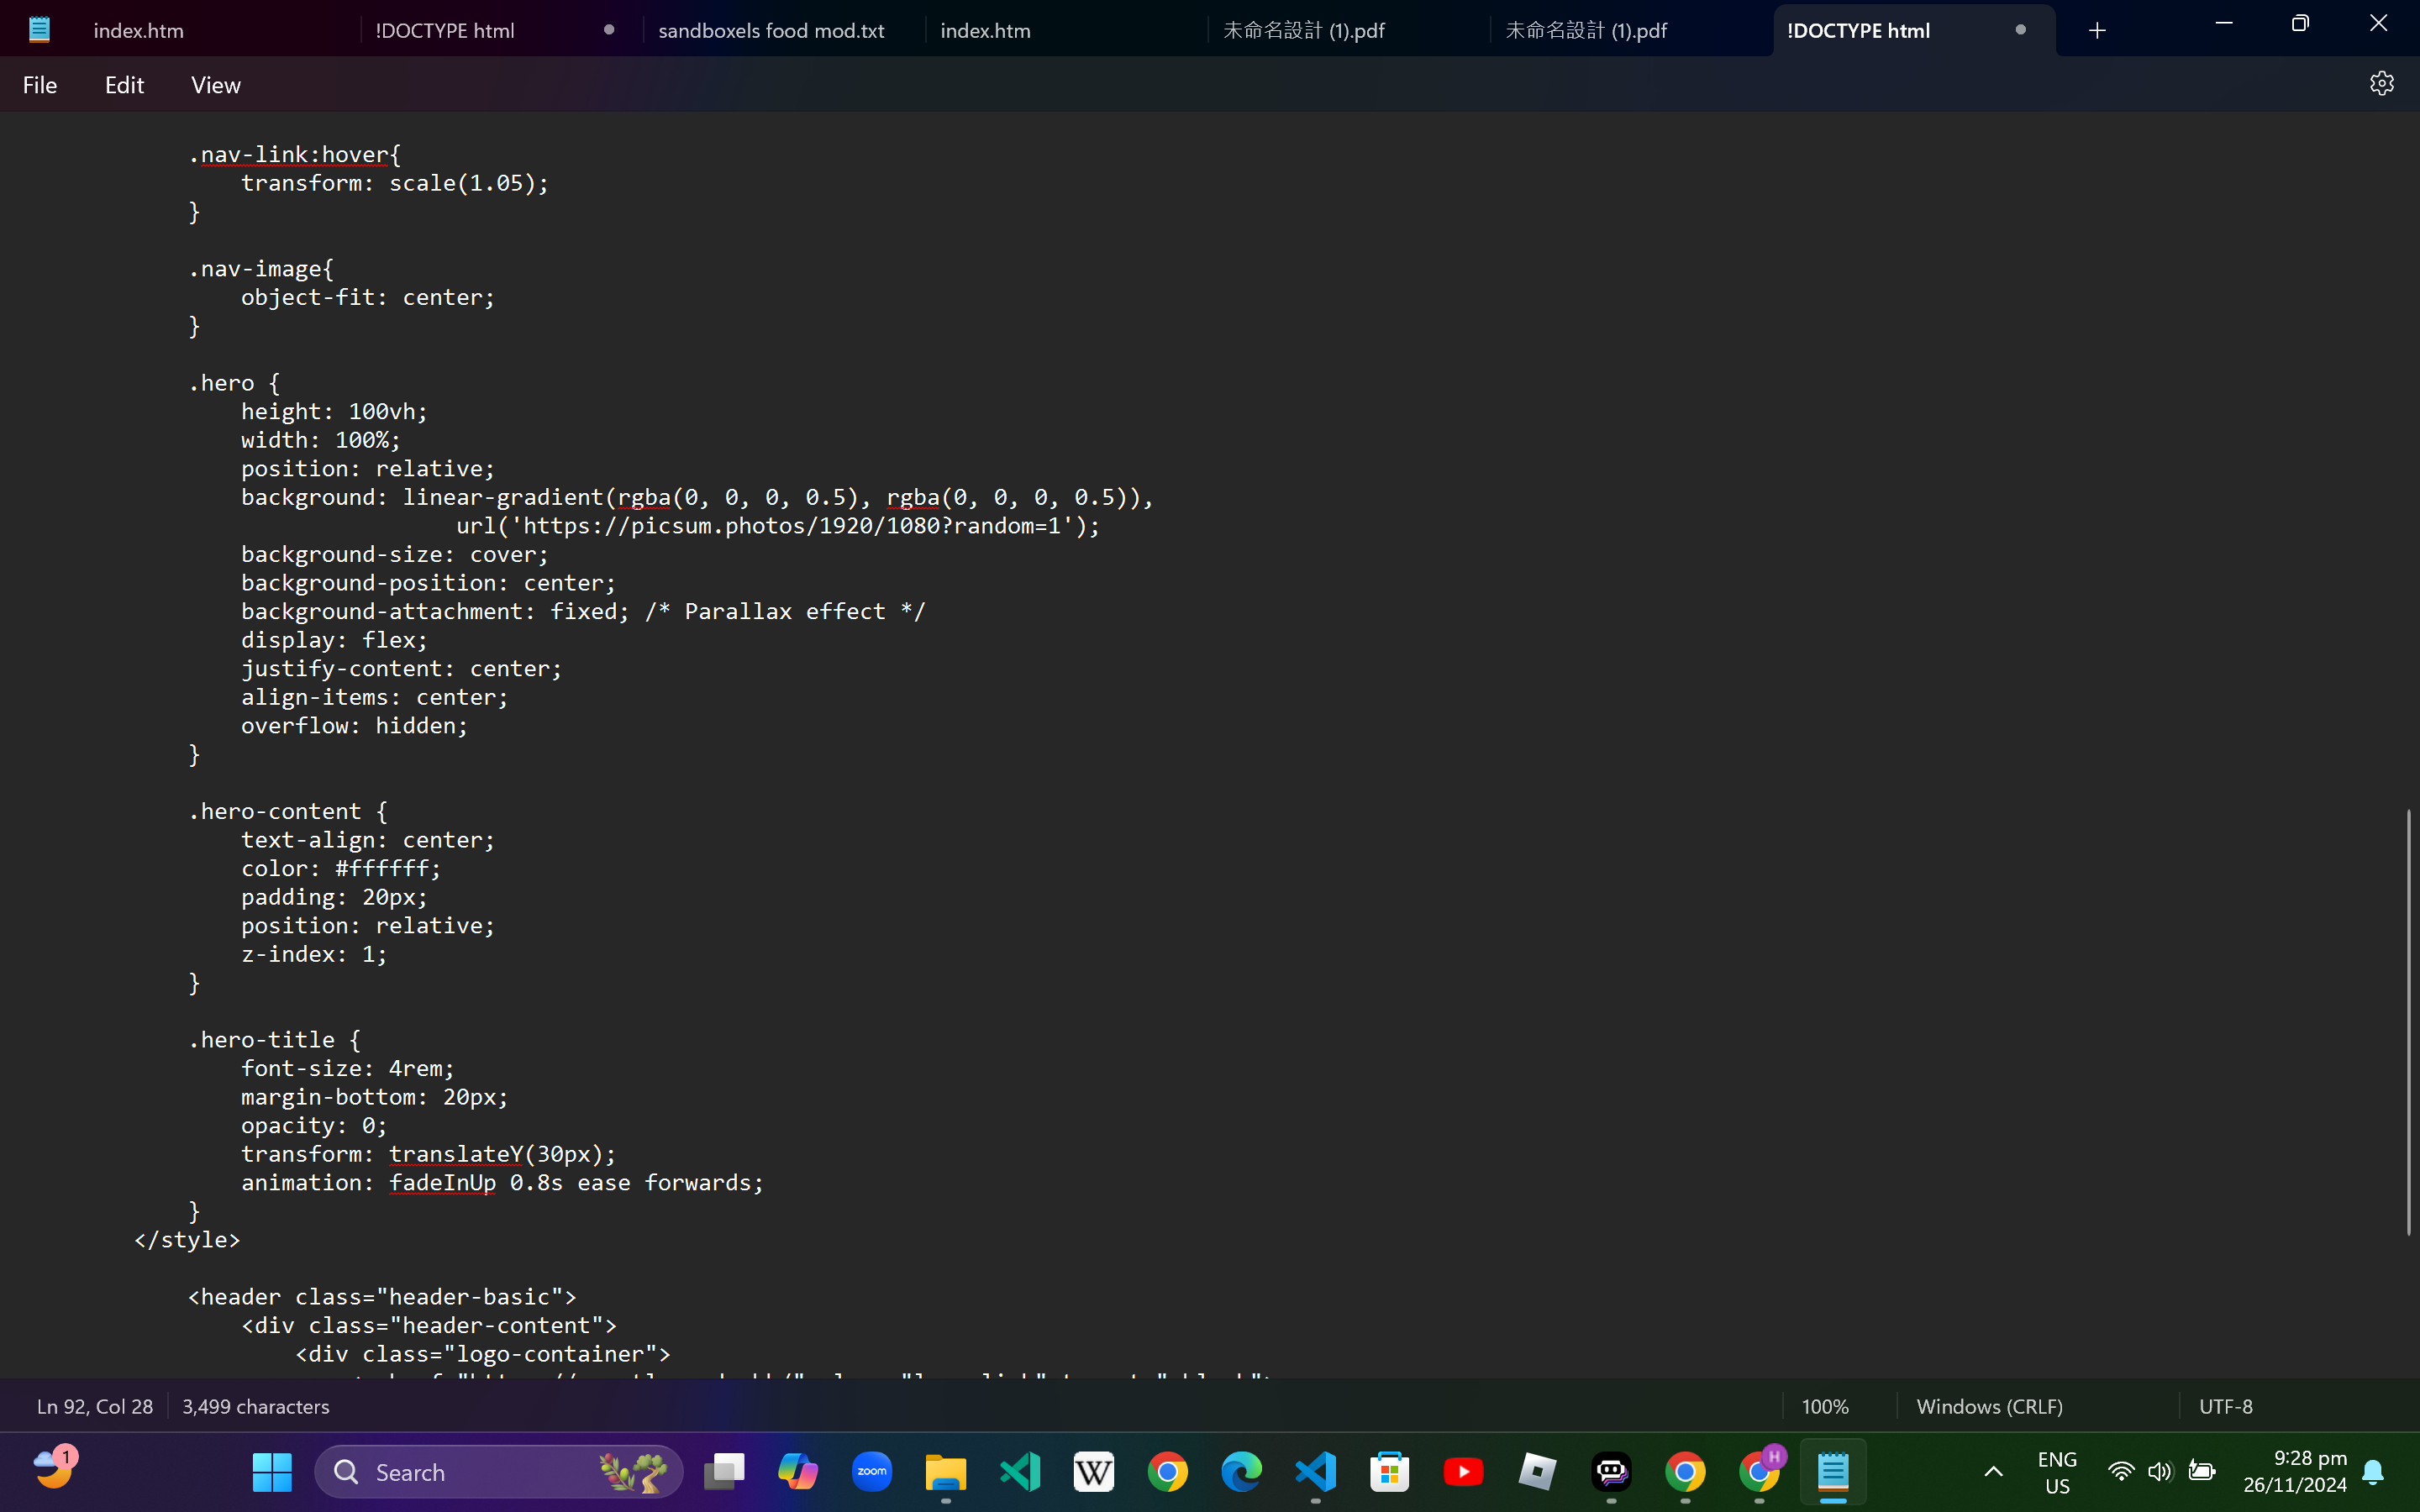 index.htm
!DOCTYPE html
sandboxels food mod.txt
index.htm
未命名設計 (1).pdf
未命名設計 (1).pdf
!DOCTYPE html
File
Edit
View
.nav-link:hover{
transform: scale(1.05);
}
.nav-image{
object-fit: center;
}
.hero {
height: 100vh;
width: 100%;
position: relative;
background: linear-gradient(rgba(0, 0, 0, 0.5), rgba(0, 0, 0, 0.5)),
url('https://picsum.photos/1920/1080?random=1');
background-size: cover;
background-position: center;
background-attachment: fixed; /* Parallax effect */
display: flex;
justify-content: center;
align-items: center;
overflow: hidden;
}
.hero-content {
text-align: center;
color: #ffffff;
padding: 20px;
position: relative;
z-index: 1;
}
.hero-title {
font-size: 4rem;
margin-bottom: 20px;
opacity: 0;
transform: translateY(30px);
animation: fadeInUp 0.8s ease forwards;
}
</style>
<header class="header-basic">
<div class="header-content">
<div class="logo-container">
Ln 92, Col 28
3,499 characters
100%
Windows (CRLF)
UTF-8
1
Search
zoom
W
H
ENG
US
9:28 pm
26/11/2024